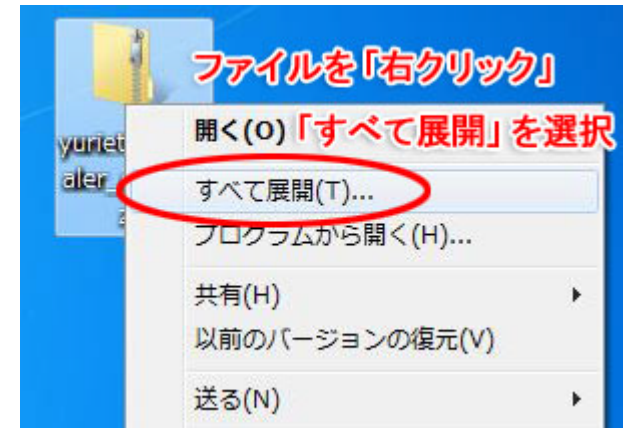 ファイルを「右クリック」
開く(O)「すべて展開」を選択
yuriet
aler_
すべて展開(T)...
プログラムから開く(H)...
共有(H)
以前のバージョンの復元(V)
送る(N)